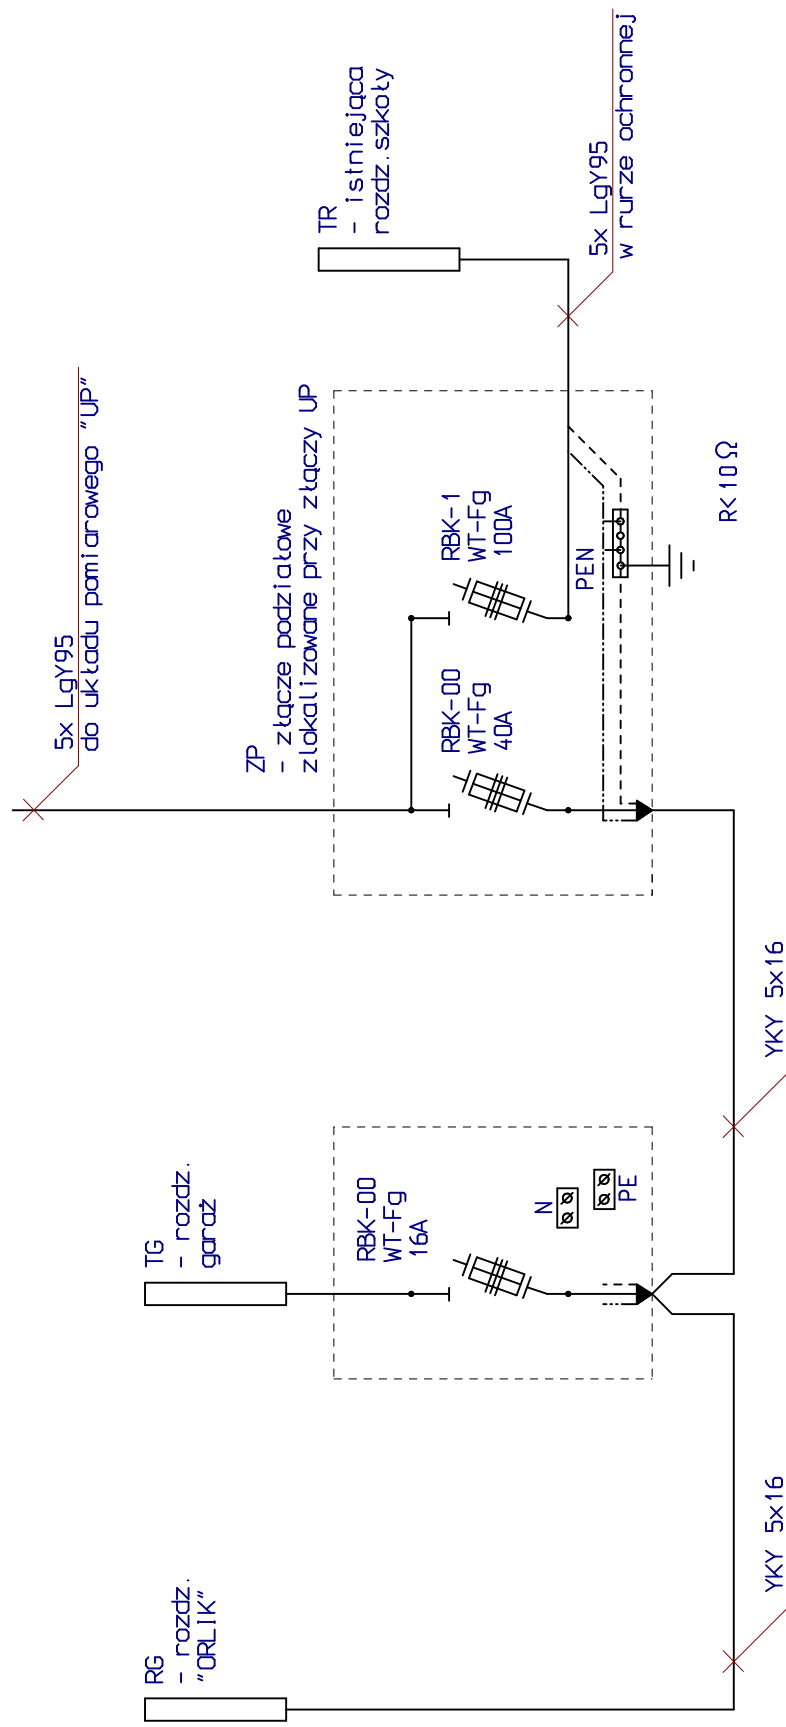 RG
- rozdz.
"ORLIK"
YKY 5x16
TG
- rozdz.
garaż
RBK-00
WT-Fg
16A
N
PE
YKY 5x16
5x LgY95
do układu pomiarowego "UP"
ZP
- złącze podziałowe
zlokalizowane przy złączy UP
RBK-00
WT-Fg
40A
RBK-1
WT-Fg
100A
PEN
R<10Ω
TR
- istniejąca
rozdz. szkoły
5x LgY95
w rurze ochronnej